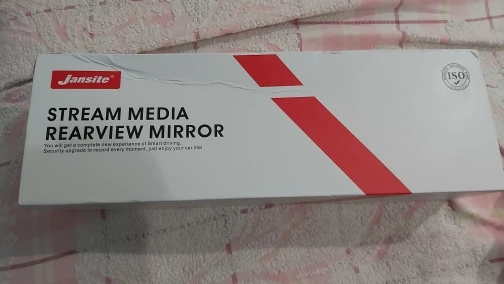 Jansite®
ISO
STREAM MEDIA
REARVIEW MIRROR
You will get a complete new experience of Smart driving,
Security upgrade to record every moment, just enjoy your car life!